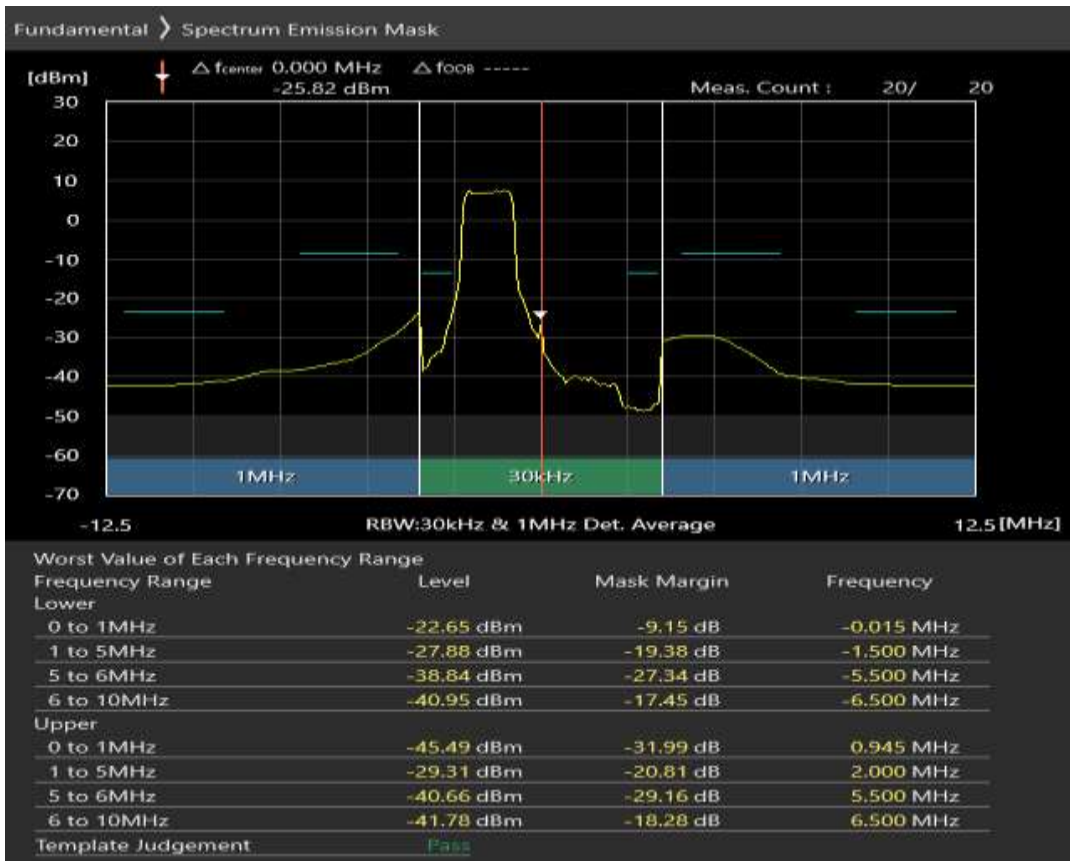 Fundamental ❯ Spectrum Emission Mask
△ fcenter 0.000 MHz △ fOOB -----
[dBm] -25.82 dBm Meas. Count : 20/ 20
30
20
10
0
-10
-20
-30
-40
-50
-60
1MHz 30kHz 1MHz
-70
-12.5 RBW:30kHz & 1MHz Det. Average 12.5 [MHz]
Worst Value of Each Frequency Range
Frequency Range Level Mask Margin Frequency
Lower
0 to 1MHz -22.65 dBm -9.15 dB -0.015 MHz
1 to 5MHz -27.88 dBm -19.38 dB -1.500 MHz
5 to 6MHz -38.84 dBm -27.34 dB -5.500 MHz
6 to 10MHz -40.95 dBm -17.45 dB -6.500 MHz
Upper
0 to 1MHz -45.49 dBm -31.99 dB 0.945 MHz
1 to 5MHz -29.31 dBm -20.81 dB 2.000 MHz
5 to 6MHz -40.66 dBm -29.16 dB 5.500 MHz
6 to 10MHz -41.78 dBm -18.28 dB 6.500 MHz
Template Judgement Pass